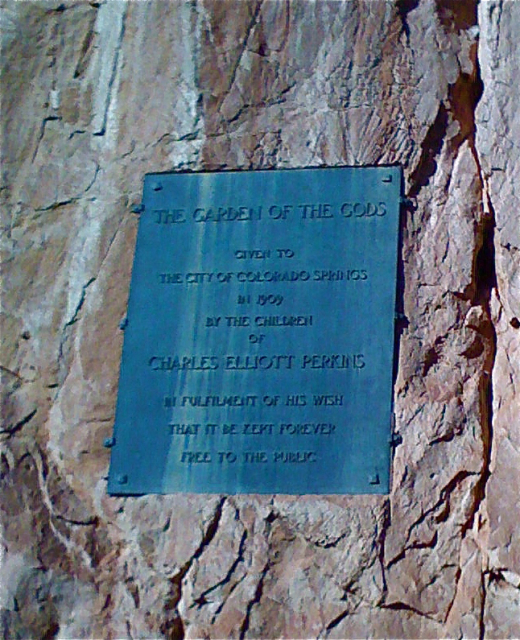 THE GARDEN OF THE GODS
GIVEN TO
THE CITY OF COLORADO SPRINGS
IN 1909
BY THE CHILDREN
OF
CHARLES ELLIOTT PERKINS
IN FULFILMENT OF HIS WISH
THAT IT BE KEPT FOREVER
FREE TO THE PUBLIC